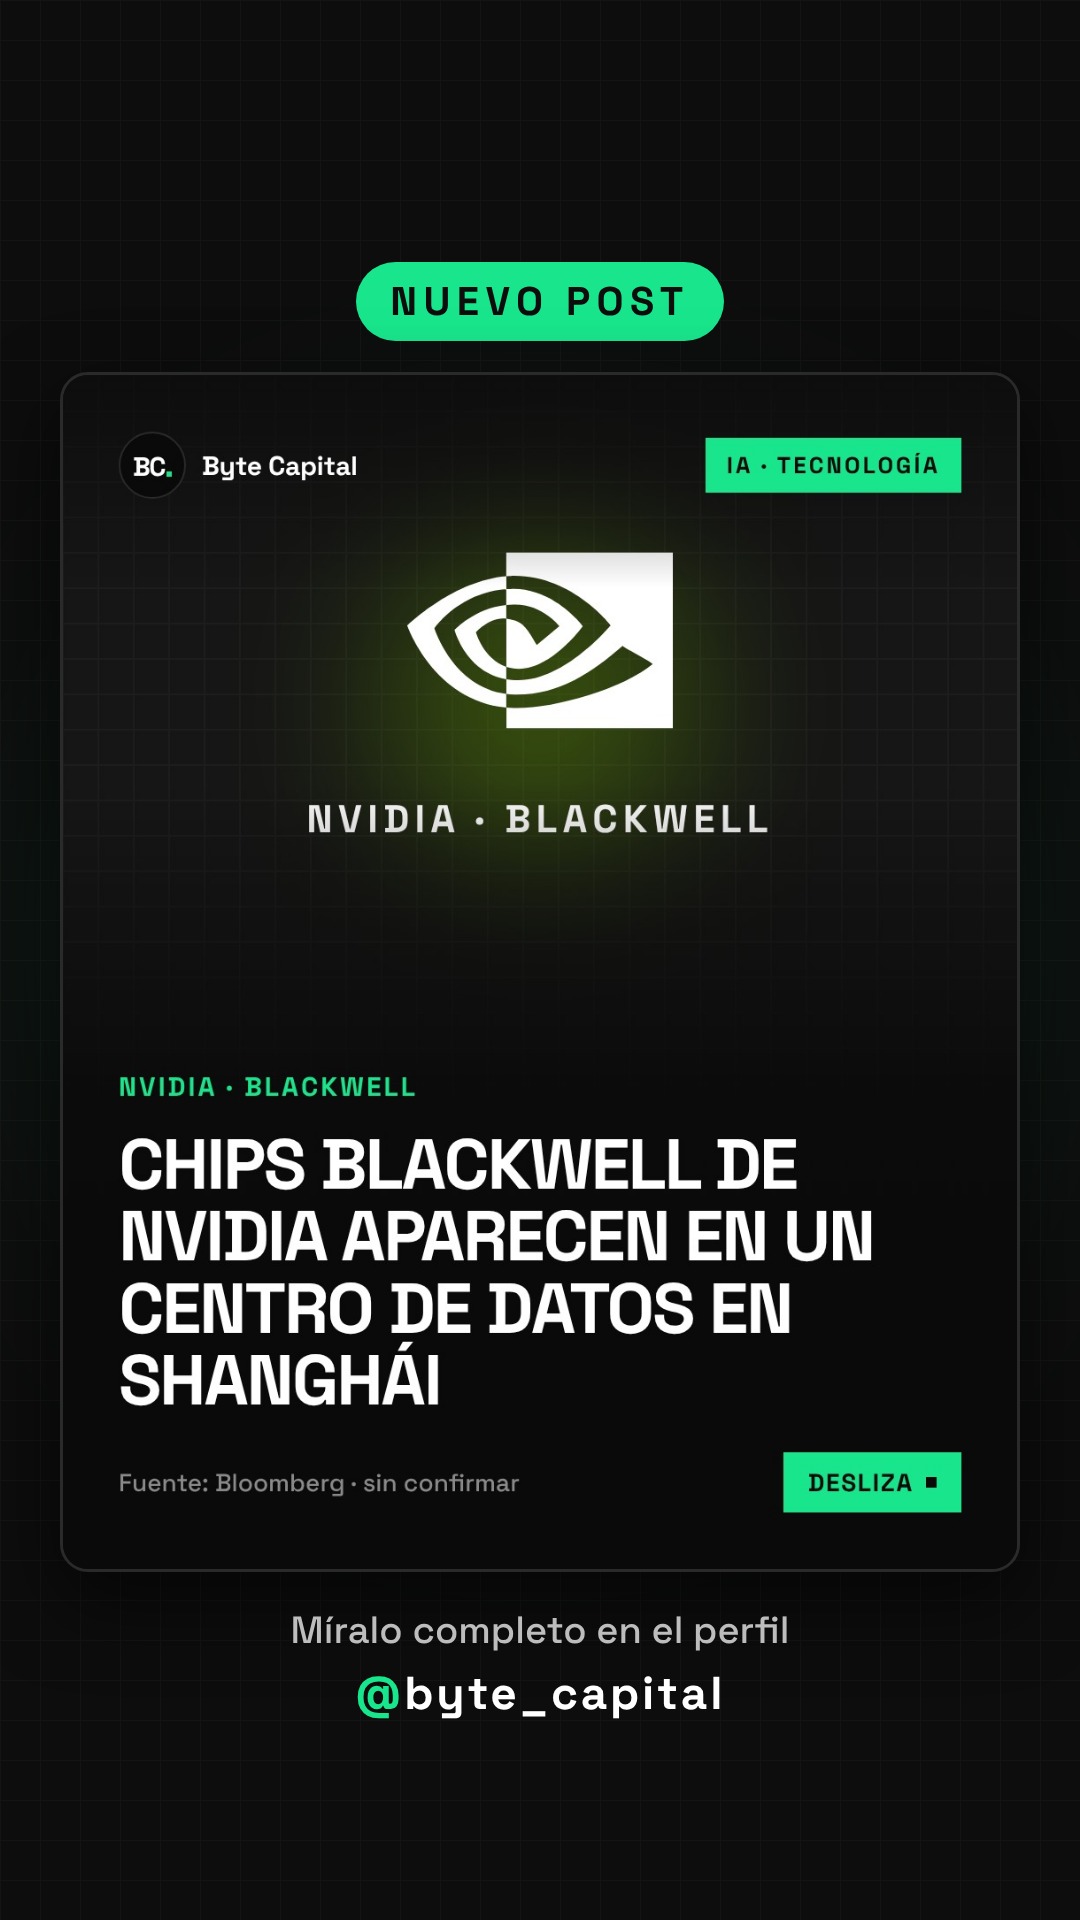 NUEVO POST
BC.
Byte Capital
IA · TECNOLOGÍA
NVIDIA · BLACKWELL
NVIDIA · BLACKWELL
CHIPS BLACKWELL DE
NVIDIA APARECEN EN UN
CENTRO DE DATOS EN
SHANGHÁI
Fuente: Bloomberg · sin confirmar
DESLIZA ■
Míralo completo en el perfil
@byte_capital